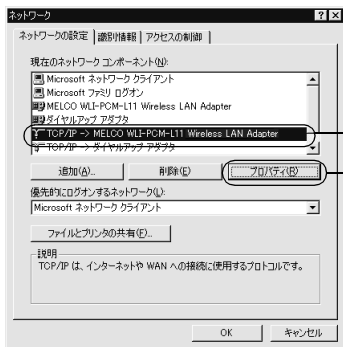 ネットワーク
ネットワークの設定 識別情報 アクセスの制御
現在のネットワーク コンポーネント(N):
Microsoft ネットワーク クライアント
Microsoft ファミリ ログオン
MELCO WLI-PCM-L11 Wireless LAN Adapter
ダイヤルアップ アダプタ
TCP/IP -> MELCO WLI-PCM-L11 Wireless LAN Adapter
TCP/IP -> ダイヤルアップ アダプタ
追加(A)... 削除(E) プロパティ(R)
優先的にログオンするネットワーク(L):
Microsoft ネットワーク クライアント
ファイルとプリンタの共有(F)...
説明
TCP/IP は、インターネットや WAN への接続に使用するプロトコルです。
OK キャンセル